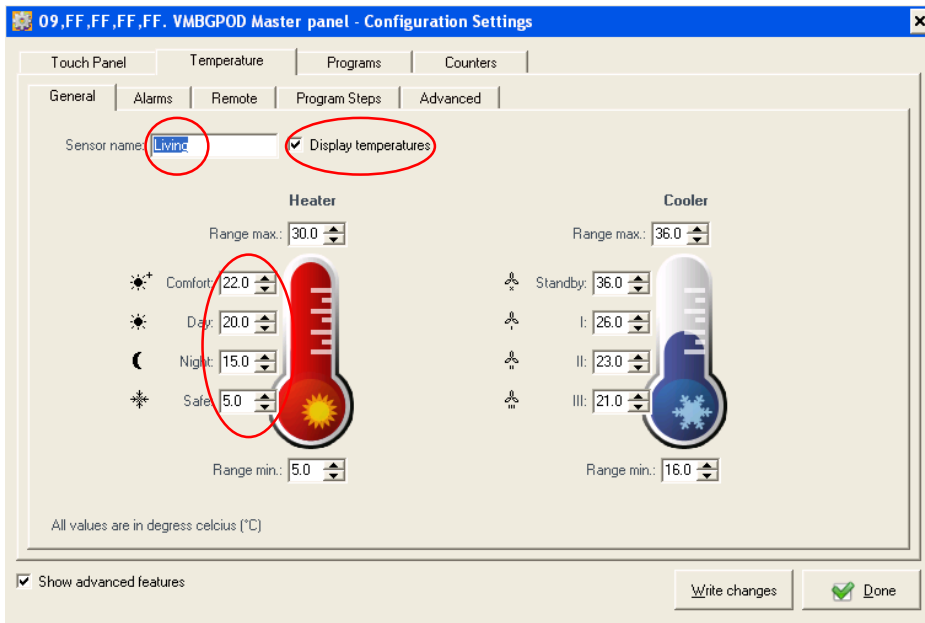 09,FF,FF,FF,FF. VMBGPOD Master panel - Configuration Settings
Touch Panel Temperature Programs Counters
General Alarms Remote Program Steps Advanced
Sensor name: Living Display temperatures
Heater Cooler
Range max.: 30.0 Range max.: 36.0
Comfort: 22.0 Standby: 36.0
Day: 20.0 I: 26.0
Night: 15.0 II: 23.0
Safe: 5.0 III: 21.0
Range min.: 5.0 Range min.: 16.0
All values are in degress celcius (°C)
Show advanced features Write changes Done